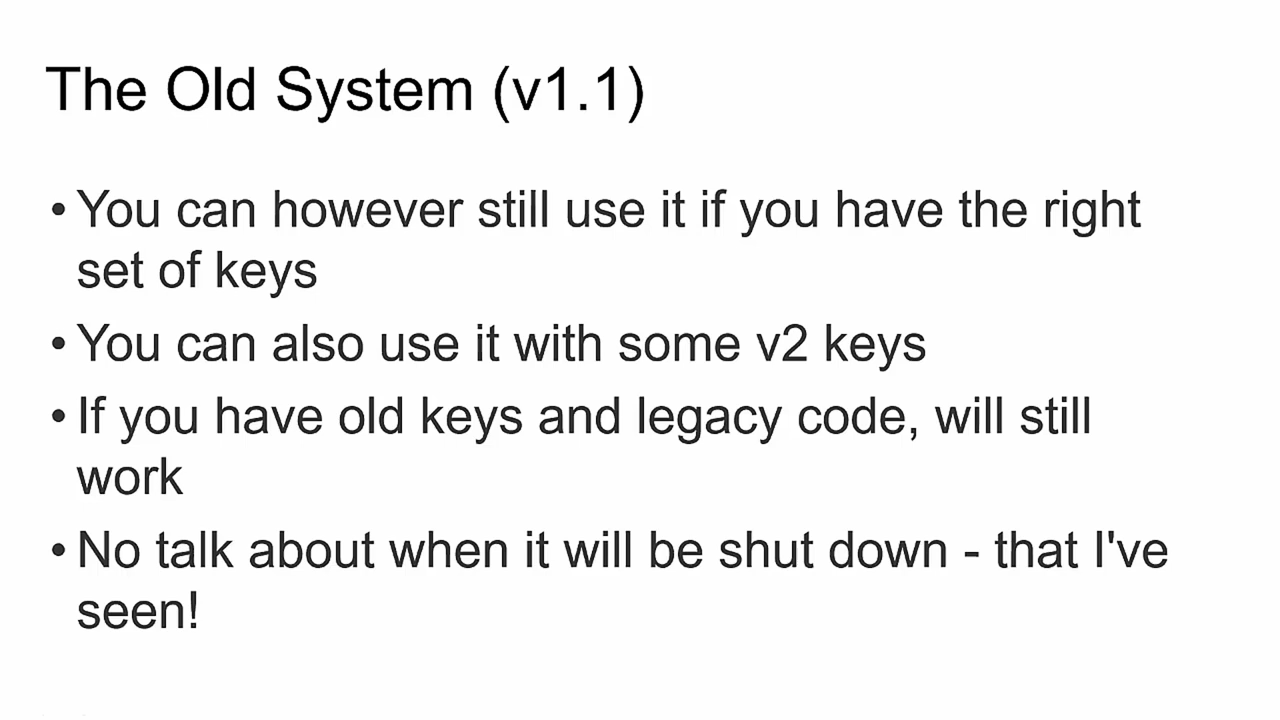 The Old System (v1.1)
• You can however still use it if you have the right
set of keys
• You can also use it with some v2 keys
• If you have old keys and legacy code, will still
work
• No talk about when it will be shut down - that I've
seen!